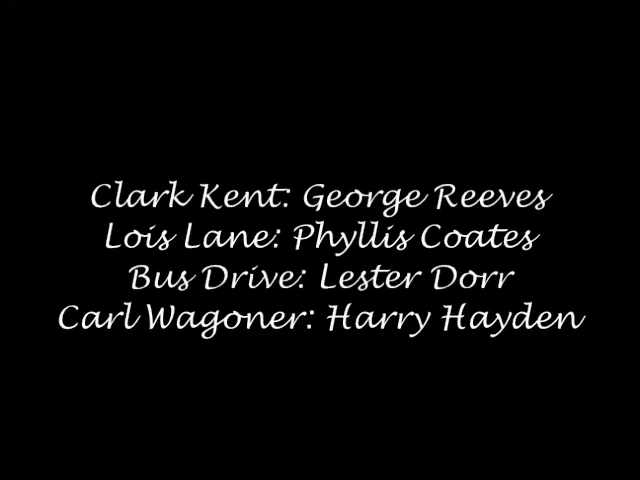 Clark Kent: George Reeves
Lois Lane: Phyllis Coates
Bus Drive: Lester Dorr
Carl Wagoner: Harry Hayden